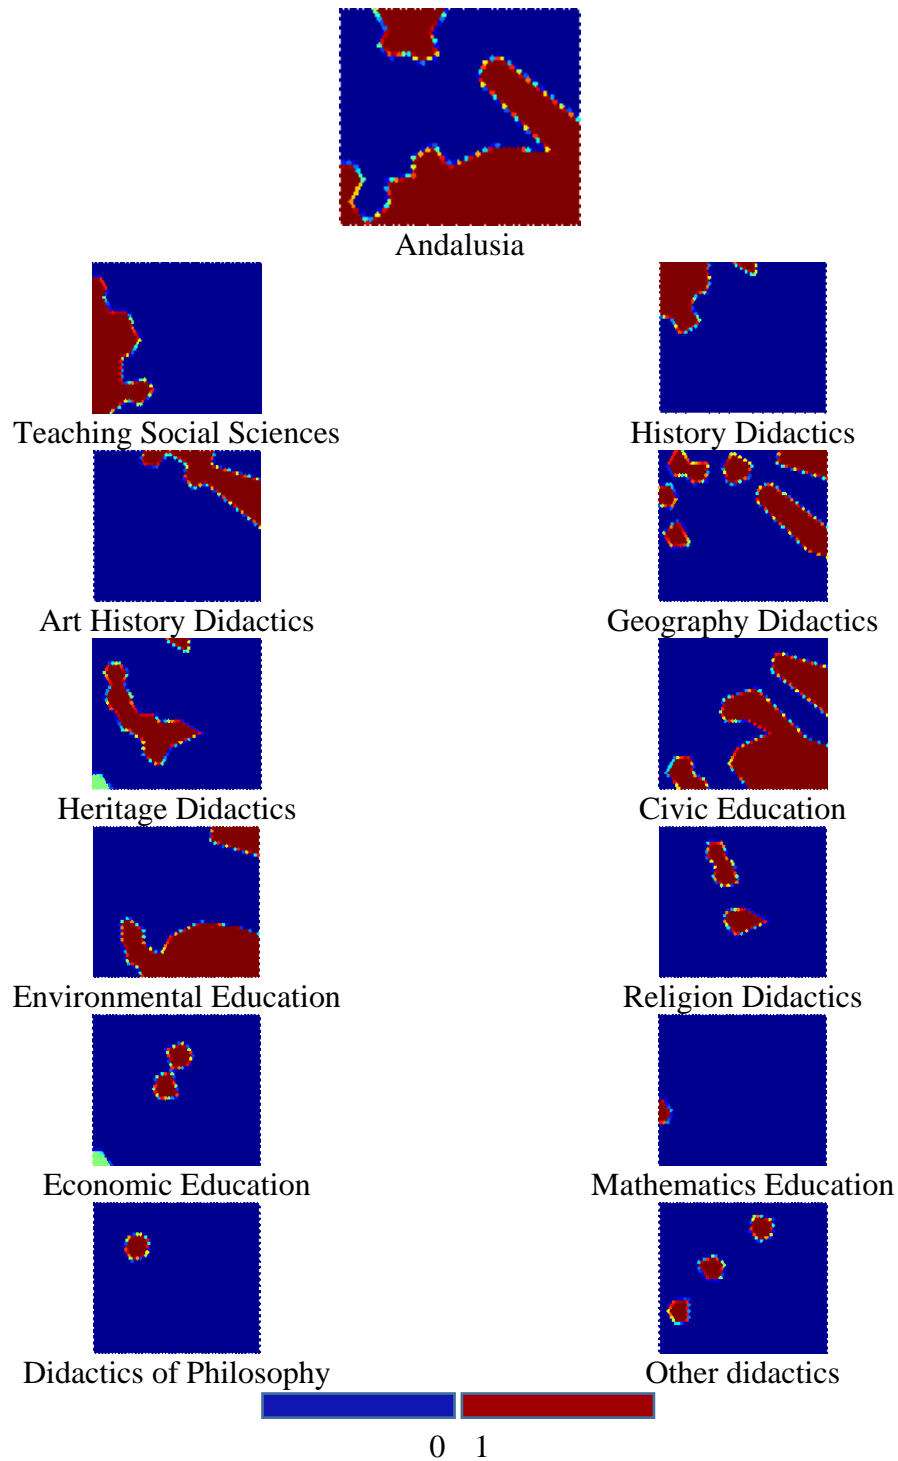 Andalusia
Teaching Social Sciences
History Didactics
Art History Didactics
Geography Didactics
Heritage Didactics
Civic Education
Environmental Education
Religion Didactics
Economic Education
Mathematics Education
Didactics of Philosophy
Other didactics
0 1